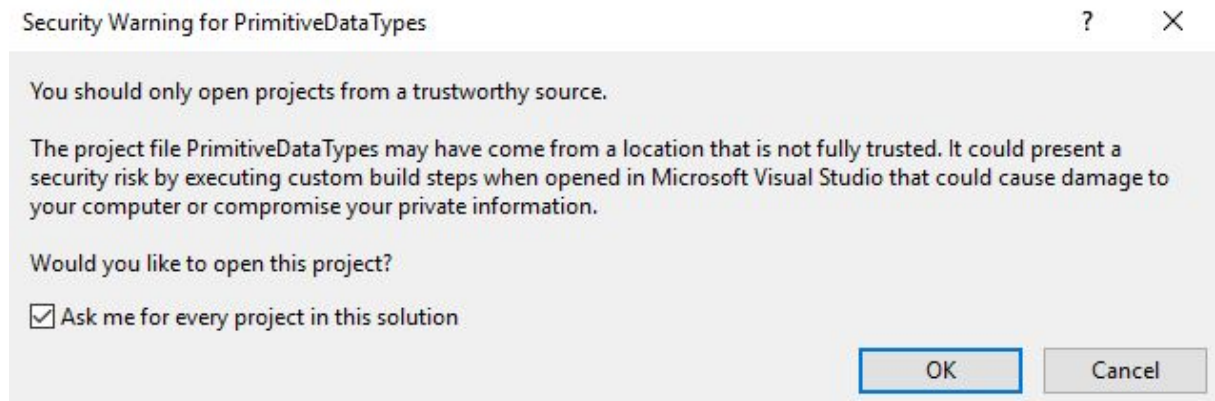 Security Warning for PrimitiveDataTypes
?
You should only open projects from a trustworthy source.
The project file PrimitiveDataTypes may have come from a location that is not fully trusted. It could present a
security risk by executing custom build steps when opened in Microsoft Visual Studio that could cause damage to
your computer or compromise your private information.
Would you like to open this project?
Ask me for every project in this solution
OK Cancel